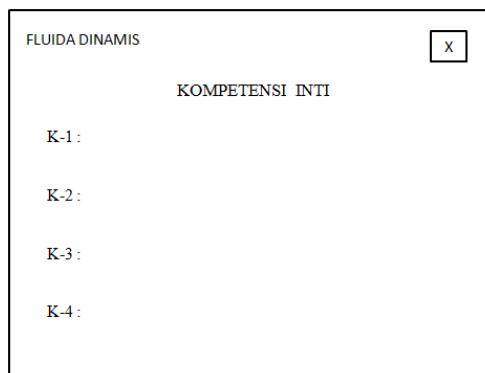 FLUIDA DINAMIS
X
KOMPETENSI INTI
K-1 :
K-2 :
K-3 :
K-4 :